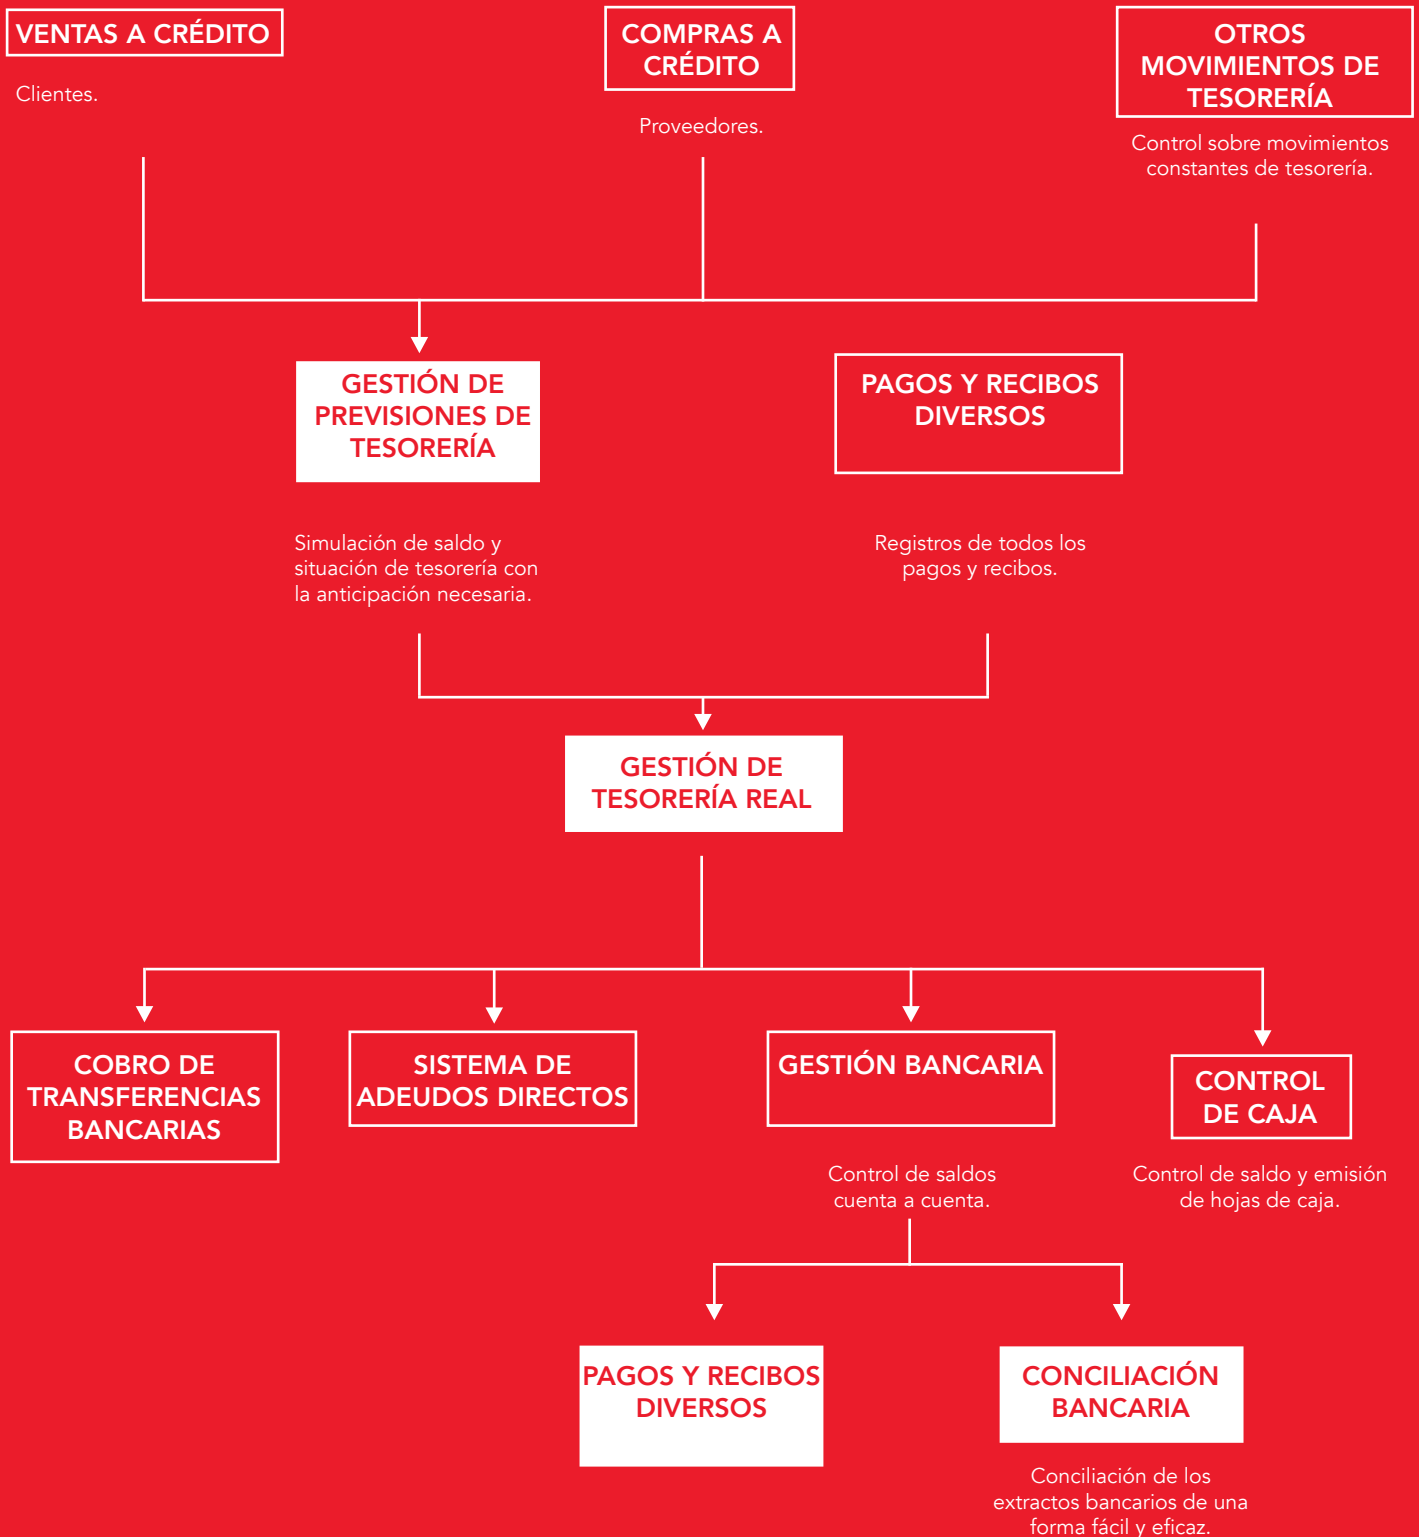 VENTAS A CRÉDITO
Clientes.
COMPRAS A
CRÉDITO
Proveedores.
OTROS
MOVIMIENTOS DE
TESORERÍA
Control sobre movimientos
constantes de tesorería.
GESTIÓN DE
PREVISIONES DE
TESORERÍA
Simulación de saldo y
situación de tesorería con
la anticipación necesaria.
PAGOS Y RECIBOS
DIVERSOS
Registros de todos los
pagos y recibos.
GESTIÓN DE
TESORERÍA REAL
COBRO DE
TRANSFERENCIAS
BANCARIAS
SISTEMA DE
ADEUDOS DIRECTOS
GESTIÓN BANCARIA
Control de saldos
cuenta a cuenta.
CONTROL
DE CAJA
Control de saldo y emisión
de hojas de caja.
PAGOS Y RECIBOS
DIVERSOS
CONCILIACIÓN
BANCARIA
Conciliación de los
extractos bancarios de una
forma fácil y eficaz.